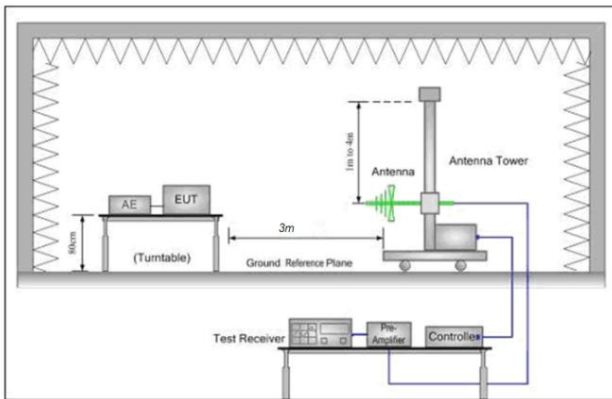 1m to 4m
Antenna
Antenna Tower
AE
EUT
80cm
(Turntable)
3m
Ground Reference Plane
Test Receiver
Pre-
Amplifier
Controller